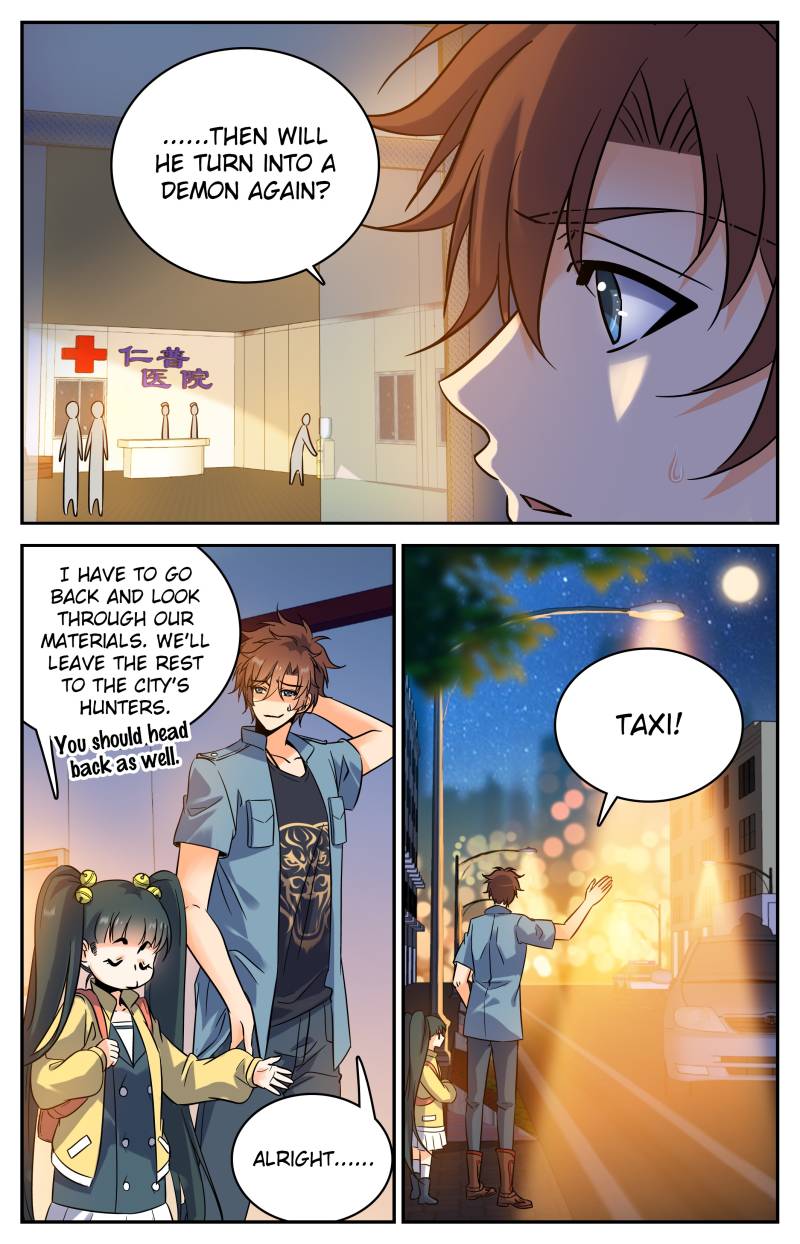 ......THEN WILL
HE TURN INTO A
DEMON AGAIN?
仁普
医院
I HAVE TO GO
BACK AND LOOK
THROUGH OUR
MATERIALS. WE'LL
LEAVE THE REST
TO THE CITY'S
HUNTERS.
You should head
back as well.
ALRIGHT......
TAXI!